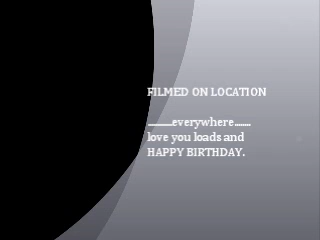 FILMED ON LOCATION
............everywhere........
love you loads and
HAPPY BIRTHDAY.